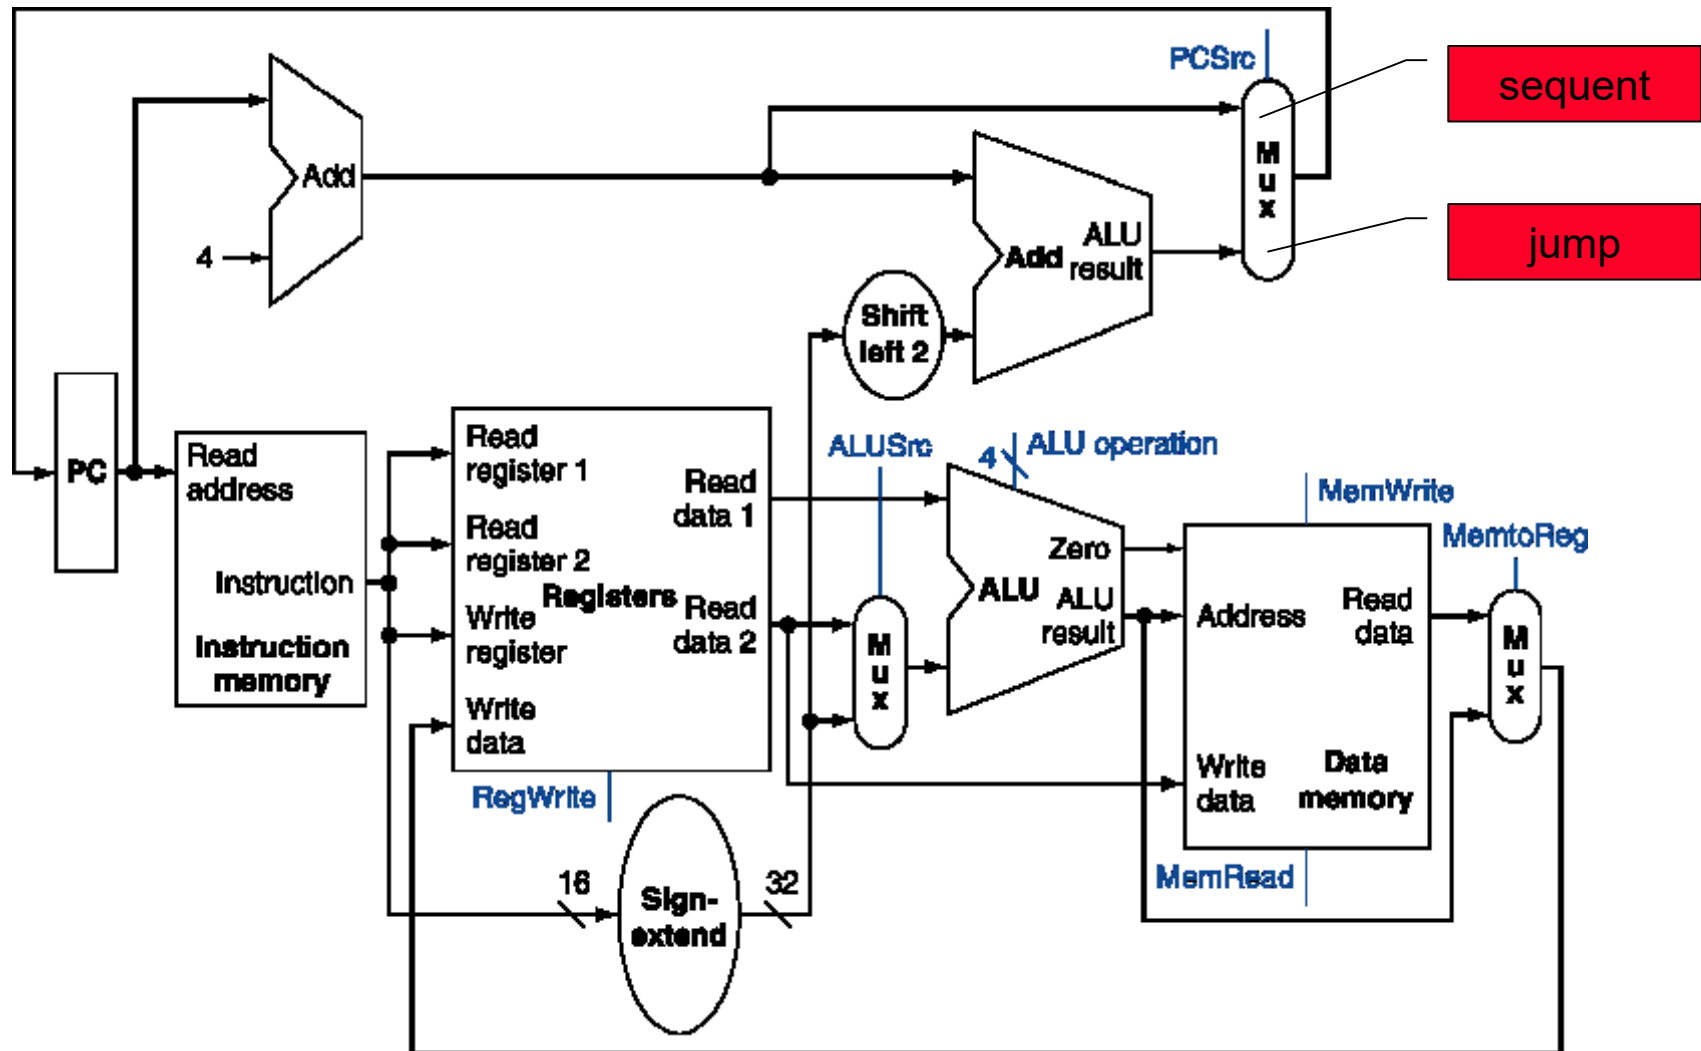 PCSrc
sequent
M
u
x
Add
4
Add
ALU
result
jump
Shift
left 2
PC
Read
address
Instruction
Instruction
memory
Read
register 1
Read
register 2
Write
register
Write
data
Registers
Read
data 1
Read
data 2
RegWrite
16
Sign-
extend
32
ALUSrc
M
u
x
4
ALU operation
Zero
ALU
ALU
result
MemWrite
Address
Read
data
Write
data
Data
memory
MemRead
MemtoReg
M
u
x